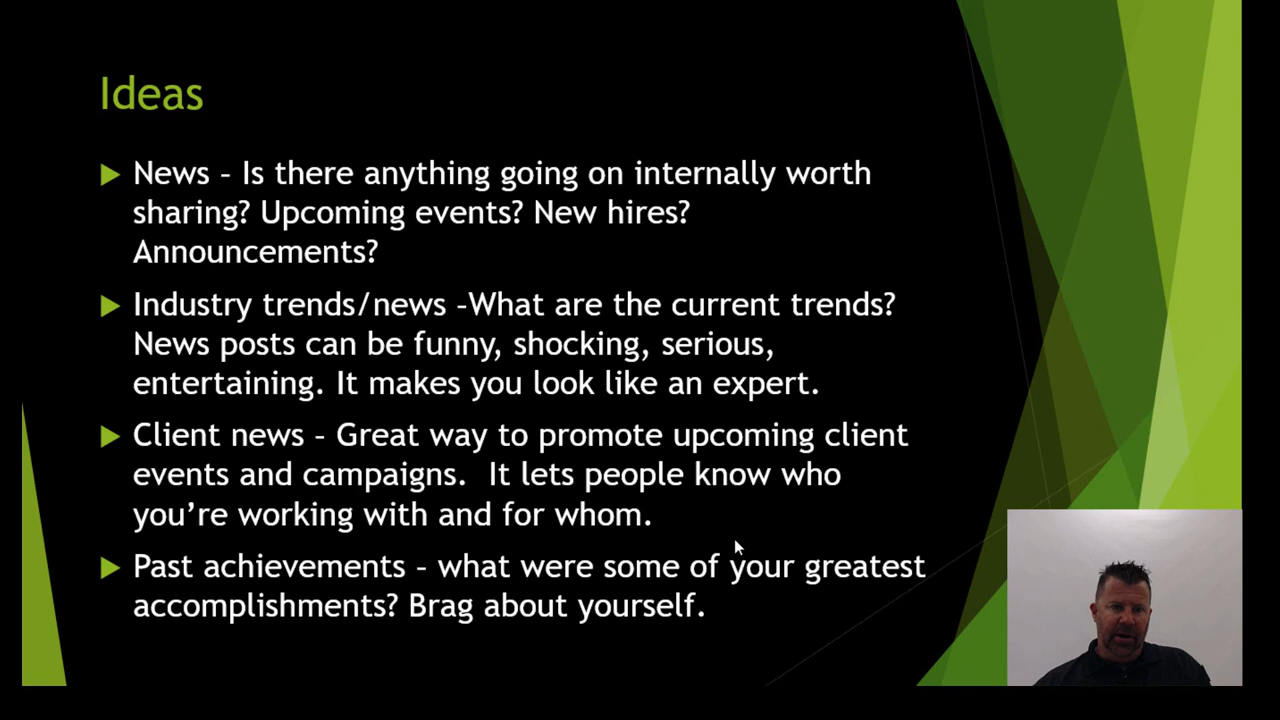 Ideas
News – Is there anything going on internally worth
sharing? Upcoming events? New hires?
Announcements?
Industry trends/news –What are the current trends?
News posts can be funny, shocking, serious,
entertaining. It makes you look like an expert.
Client news – Great way to promote upcoming client
events and campaigns.  It lets people know who
you’re working with and for whom.
Past achievements – what were some of your greatest
accomplishments? Brag about yourself.